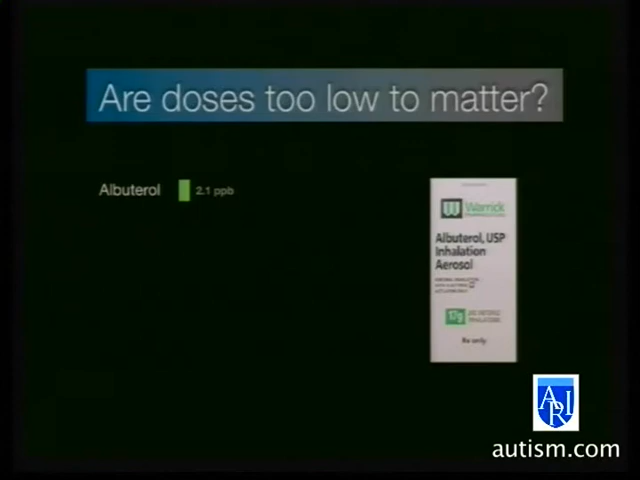 Are doses too low to matter?
Albuterol 2.1 ppb
Warrick
Albuterol, USP
Inhalation
Aerosol
17g
Rx only
ARI
autism.com